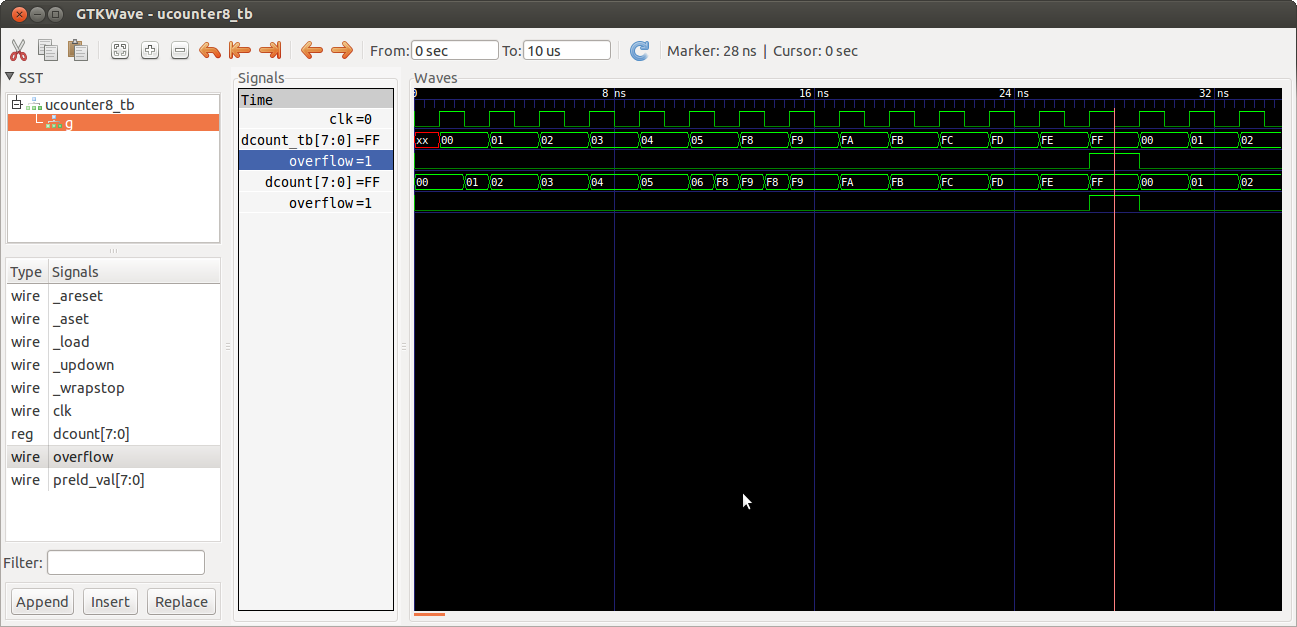 GTKWave - ucounter8_tb
From: 0 sec To: 10 us Marker: 28 ns | Cursor: 0 sec
SST
ucounter8_tb
g
Type Signals
wire _areset
wire _aset
wire _load
wire _updown
wire _wrapstop
wire clk
reg dcount[7:0]
wire overflow
wire preld_val[7:0]
Filter:
Append Insert Replace
Signals
Time
clk=0
dcount_tb[7:0]=FF
overflow=1
dcount[7:0]=FF
overflow=1
Waves
0 8 ns 16 ns 24 ns 32 ns
xx 00 01 02 03 04 05 F8 F9 FA FB FC FD FE FF 00 01 02
00 01 02 03 04 05 06 F8 F9 F8 F9 FA FB FC FD FE FF 00 01 02